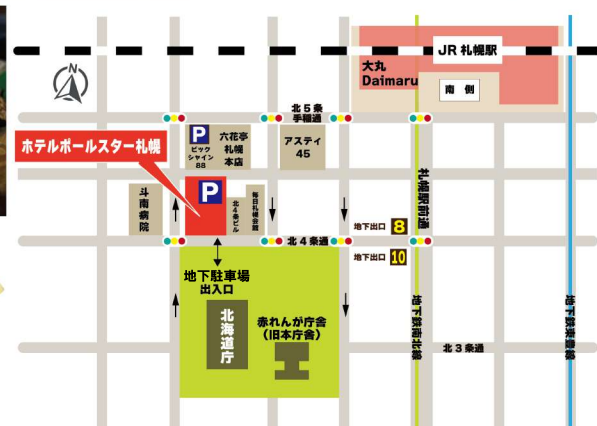 JR 札幌駅
大丸
Daimaru
南 側
N
北5条
手稲通
P
ビック
シャイン
88
六花亭
札幌
本店
アスティ
45
ホテルポールスター札幌
札幌駅前通
斗南病院
P
北4条ビル
毎日札幌会館
地下出口 8
北 4 条通
地下出口 10
地下駐車場
出入口
北海道庁
赤れんが庁舎
(旧本庁舎)
地下鉄南北線
地下鉄東豊線
北 3 条通